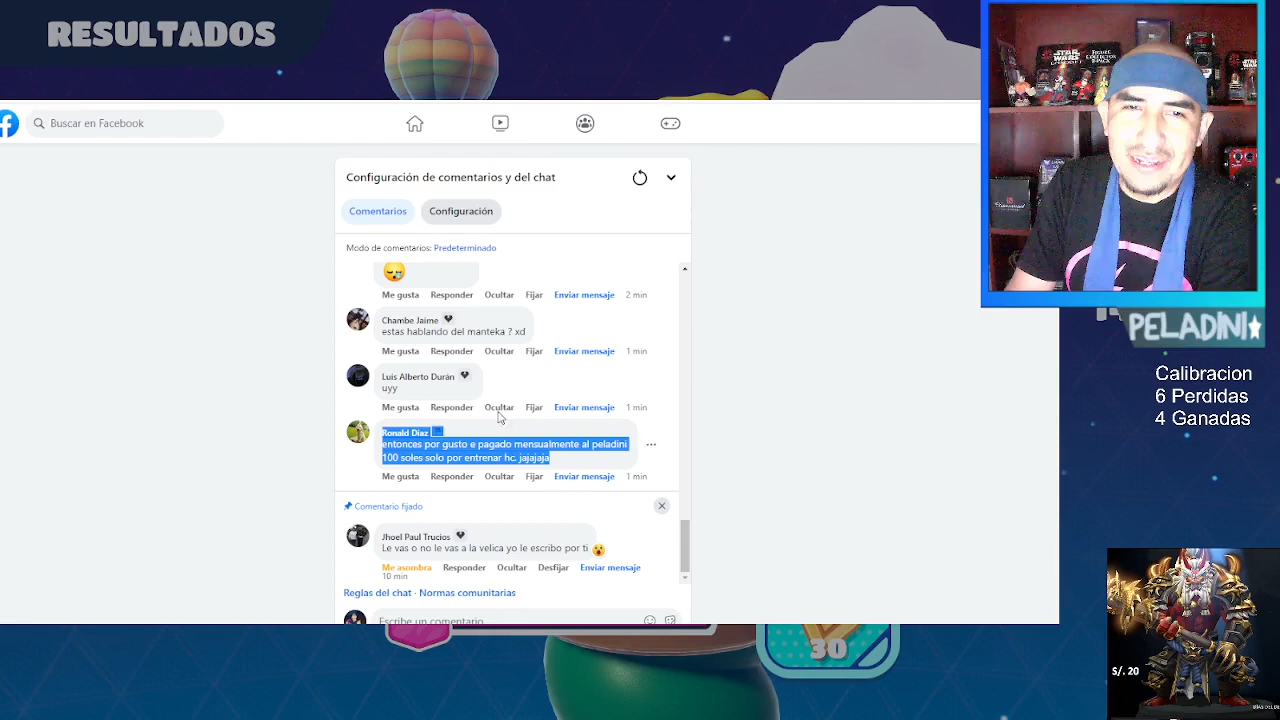 RESULTADOS
Buscar en Facebook
Configuración de comentarios y del chat
Comentarios
Configuración
Modo de comentarios: Predeterminado
Me gusta Responder Ocultar Fijar Enviar mensaje 2 min
Chambe Jaime
estas hablando del manteka ? xd
Me gusta Responder Ocultar Fijar Enviar mensaje 1 min
Luis Alberto Durán
uyy
Me gusta Responder Ocultar Fijar Enviar mensaje 1 min
Ronald Diaz
entonces por gusto e pagado mensualmente al peladini
100 soles solo por entrenar hc. jajajaja
Me gusta Responder Ocultar Fijar Enviar mensaje 1 min
Comentario fijado
Jhoel Paul Trucios
Le vas o no le vas a la velica yo le escribo por ti
Me asombra Responder Ocultar Desfijar Enviar mensaje
10 min
Reglas del chat · Normas comunitarias
Escribe un comentario
30
STAR WARS
PELADINI
Calibracion
6 Perdidas
4 Ganadas
S/. 20